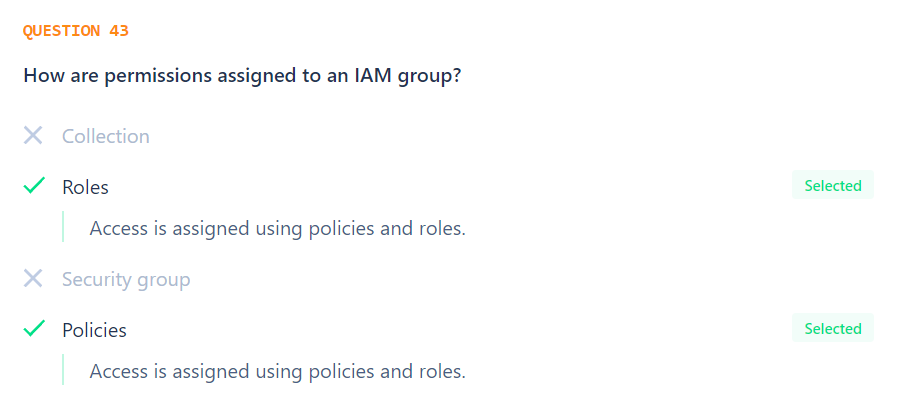 QUESTION 43
How are permissions assigned to an IAM group?
Collection
Roles
Selected
Access is assigned using policies and roles.
Security group
Policies
Selected
Access is assigned using policies and roles.